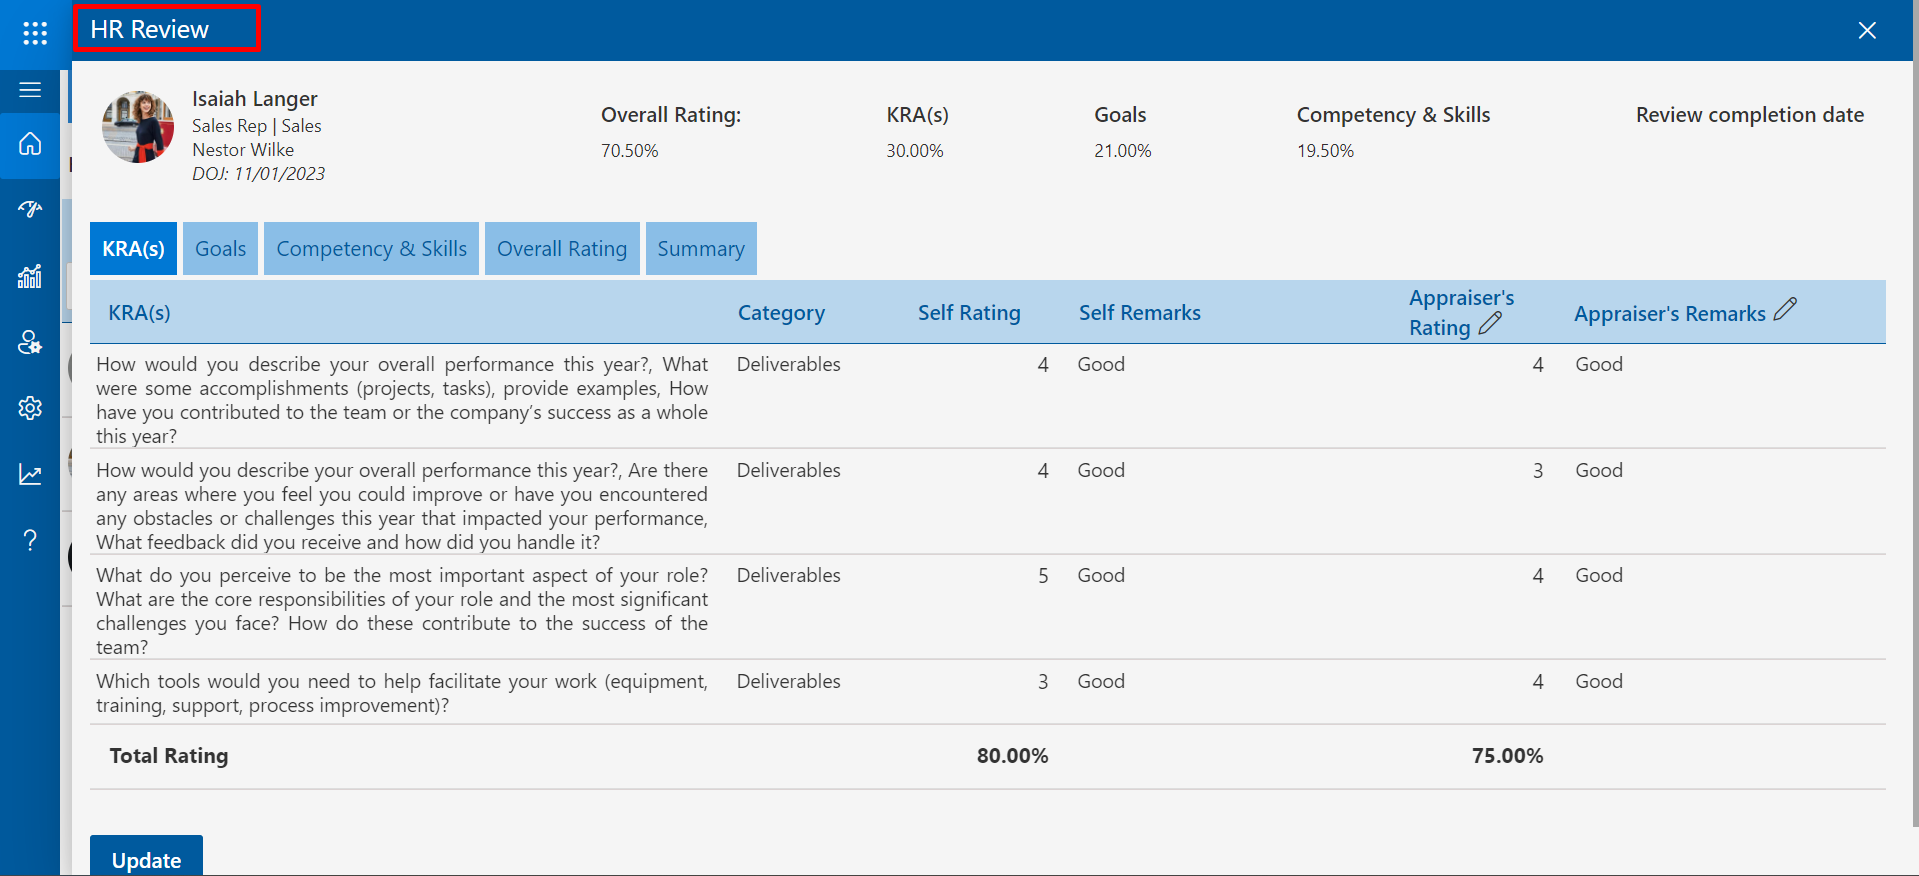 HR Review
Isaiah Langer
Sales Rep | Sales
Nestor Wilke
DOJ: 11/01/2023
Overall Rating:
70.50%
KRA(s)
30.00%
Goals
21.00%
Competency & Skills
19.50%
Review completion date
KRA(s) Goals Competency & Skills Overall Rating Summary
KRA(s) Category Self Rating Self Remarks Appraiser's Rating Appraiser's Remarks
How would you describe your overall performance this year?, What
were some accomplishments (projects, tasks), provide examples, How
have you contributed to the team or the company’s success as a whole
this year?
Deliverables 4 Good 4 Good
How would you describe your overall performance this year?, Are there
any areas where you feel you could improve or have you encountered
any obstacles or challenges this year that impacted your performance,
What feedback did you receive and how did you handle it?
Deliverables 4 Good 3 Good
What do you perceive to be the most important aspect of your role?
What are the core responsibilities of your role and the most significant
challenges you face? How do these contribute to the success of the
team?
Deliverables 5 Good 4 Good
Which tools would you need to help facilitate your work (equipment,
training, support, process improvement)?
Deliverables 3 Good 4 Good
Total Rating 80.00% 75.00%
Update